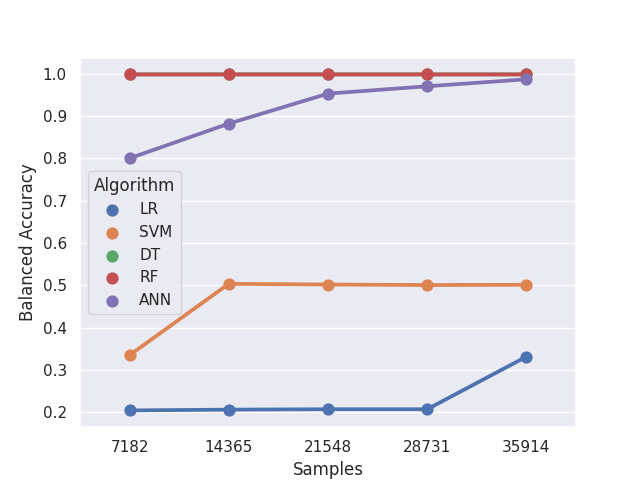 1.0
0.9
0.8
0.7
0.6
0.5
0.4
0.3
0.2
Balanced Accuracy
Algorithm
LR
SVM
DT
RF
ANN
7182 14365 21548 28731 35914
Samples